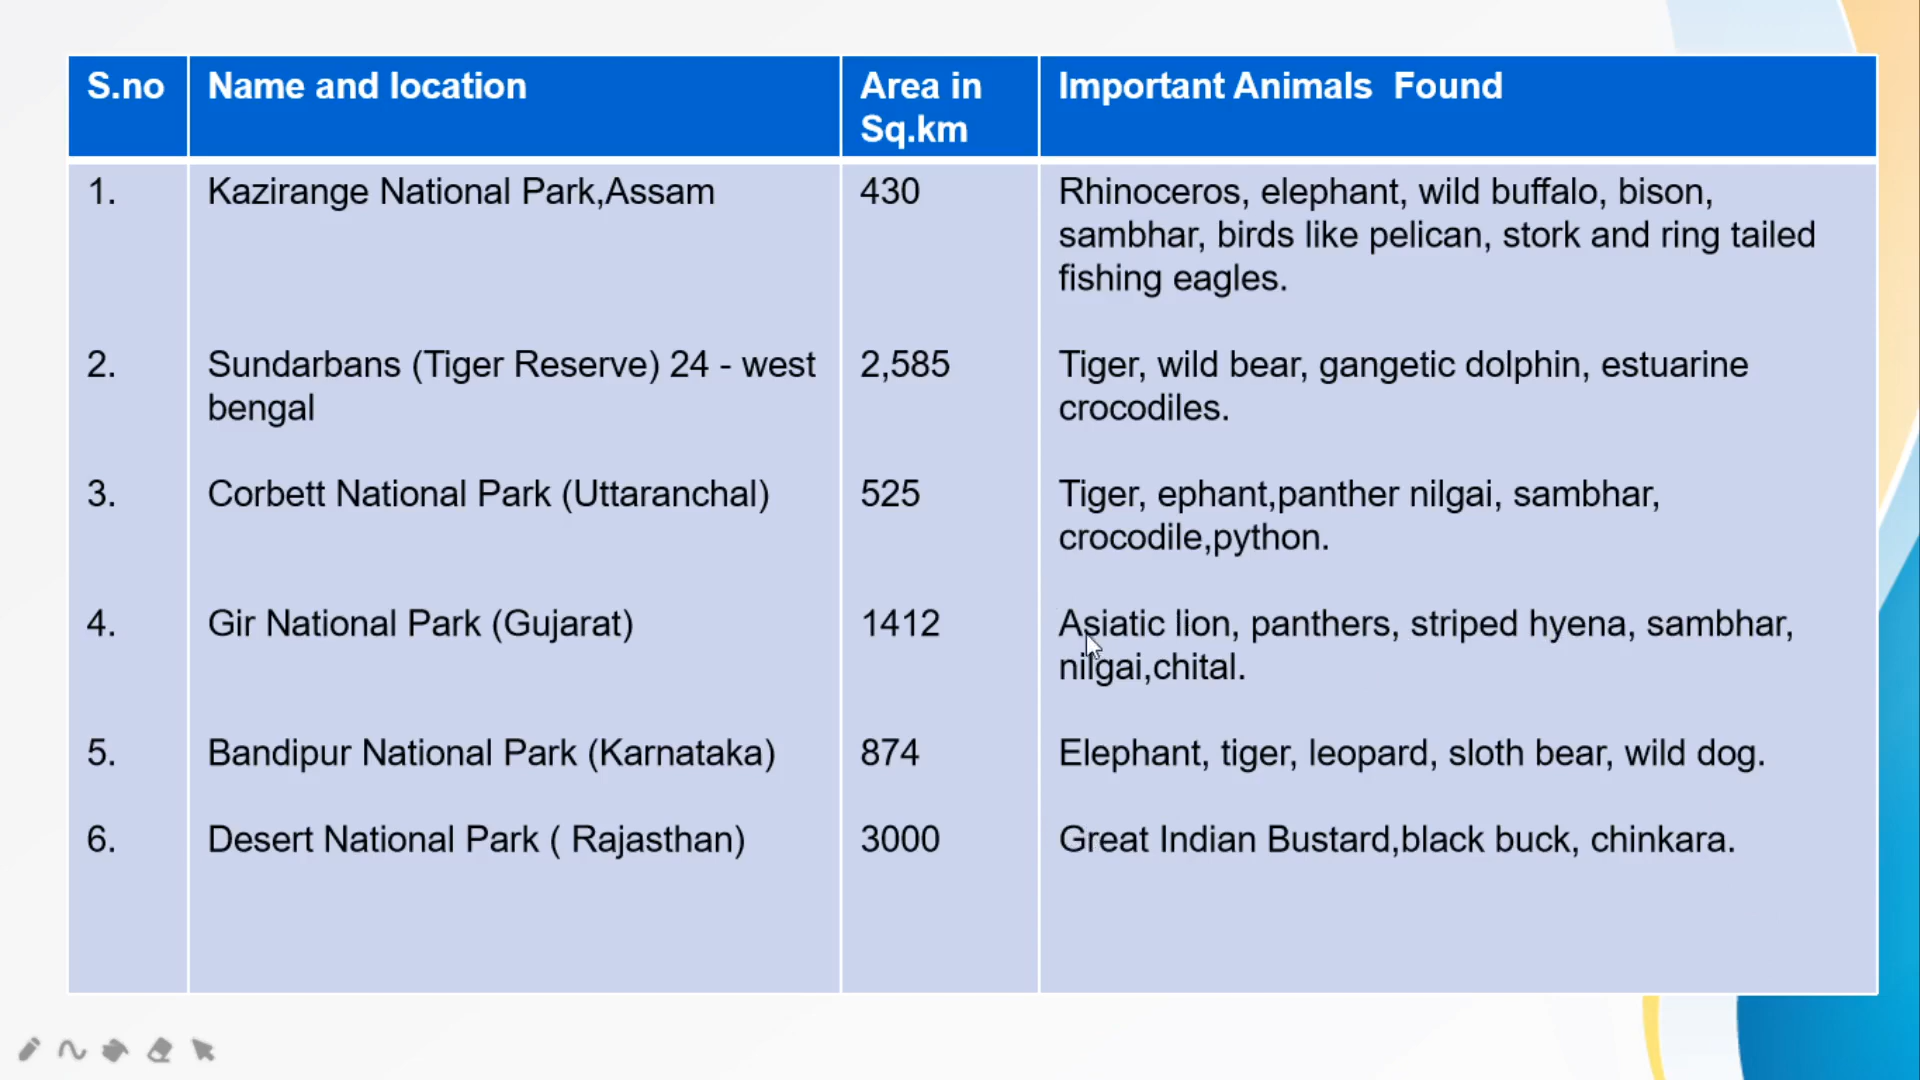 S.no Name and location Area in Important Animals  Found
Sq.km
1. Kazirange National Park,Assam 430 Rhinoceros, elephant, wild buffalo, bison,
sambhar, birds like pelican, stork and ring tailed
fishing eagles.
2. Sundarbans (Tiger Reserve) 24 - west 2,585 Tiger, wild bear, gangetic dolphin, estuarine
bengal crocodiles.
3. Corbett National Park (Uttaranchal) 525 Tiger, ephant,panther nilgai, sambhar,
crocodile,python.
4. Gir National Park (Gujarat) 1412 Asiatic lion, panthers, striped hyena, sambhar,
nilgai,chital.
5. Bandipur National Park (Karnataka) 874 Elephant, tiger, leopard, sloth bear, wild dog.
6. Desert National Park ( Rajasthan) 3000 Great Indian Bustard,black buck, chinkara.